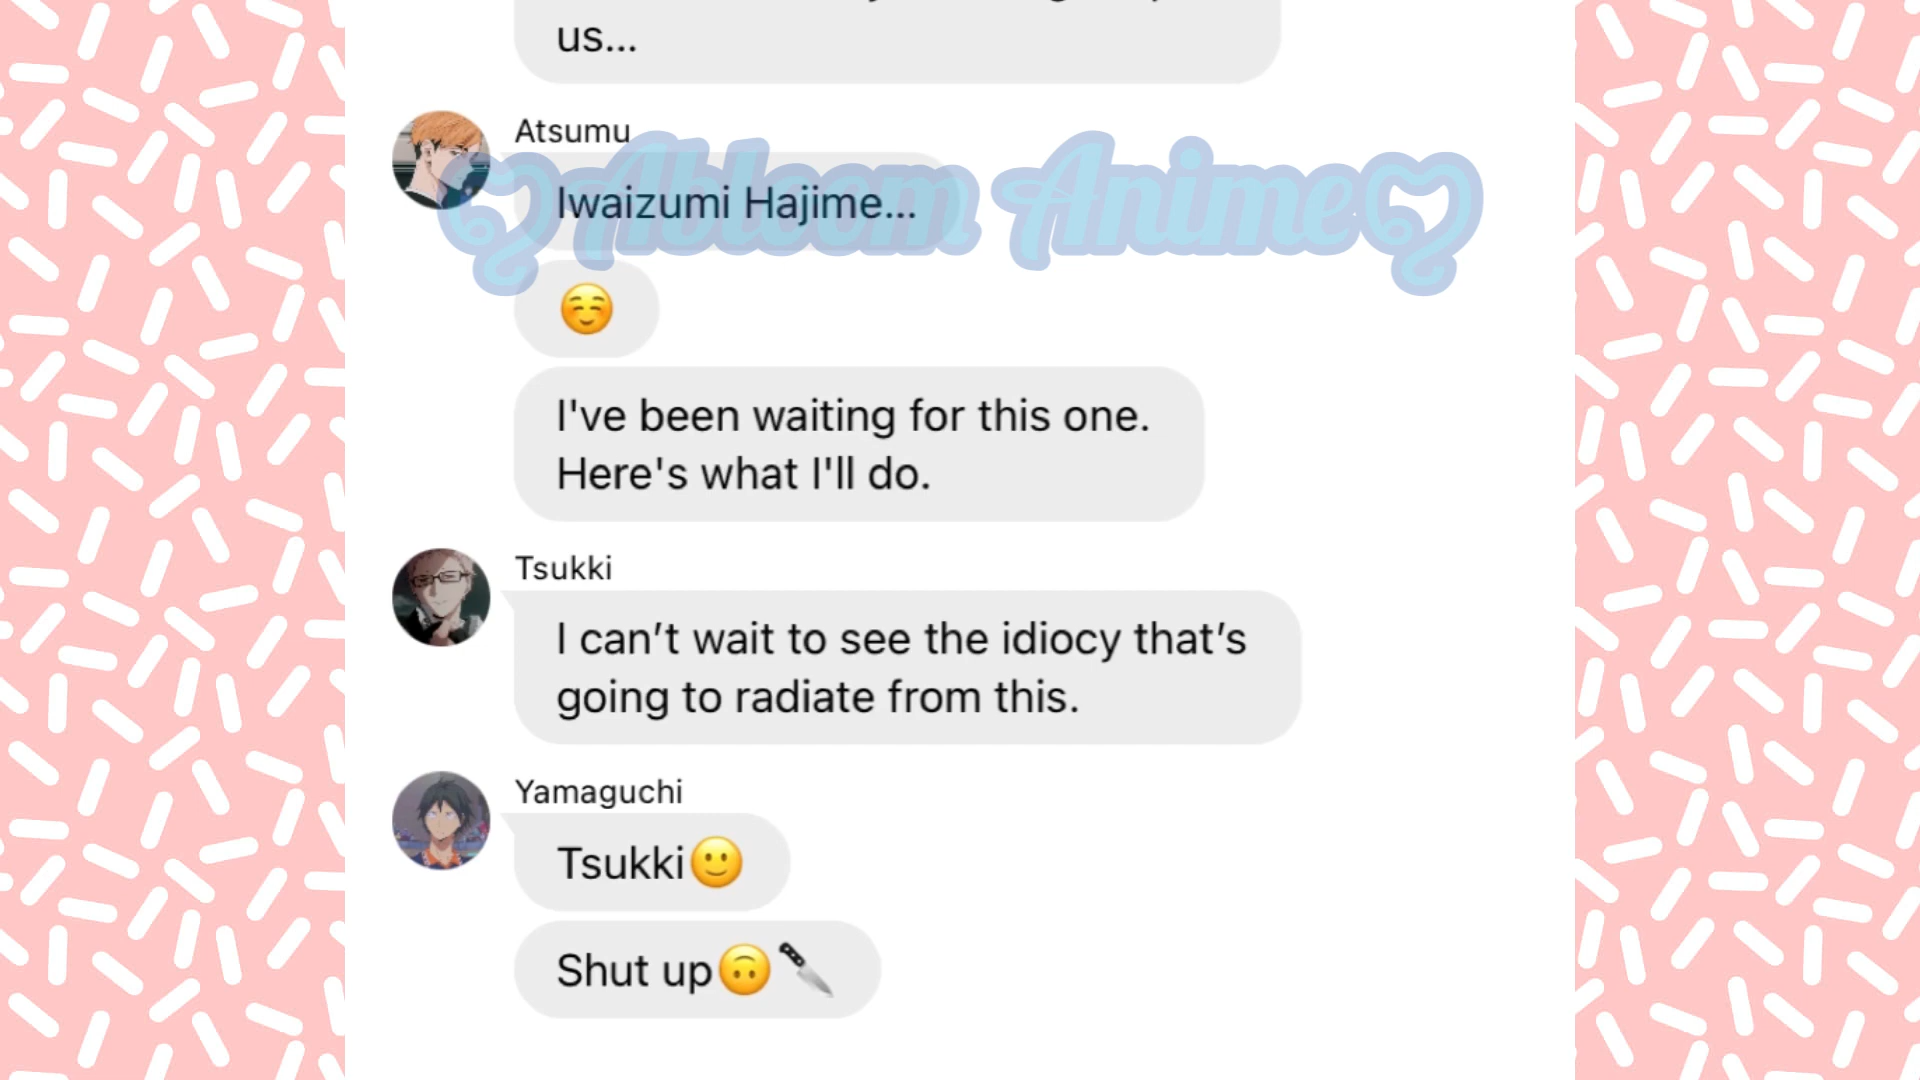 us...
Atsumu
Iwaizumi Hajime...
Abloom Anime
☺️
I've been waiting for this one.
Here's what I'll do.
Tsukki
I can’t wait to see the idiocy that’s
going to radiate from this.
Yamaguchi
Tsukki🙂
Shut up🙃🔪